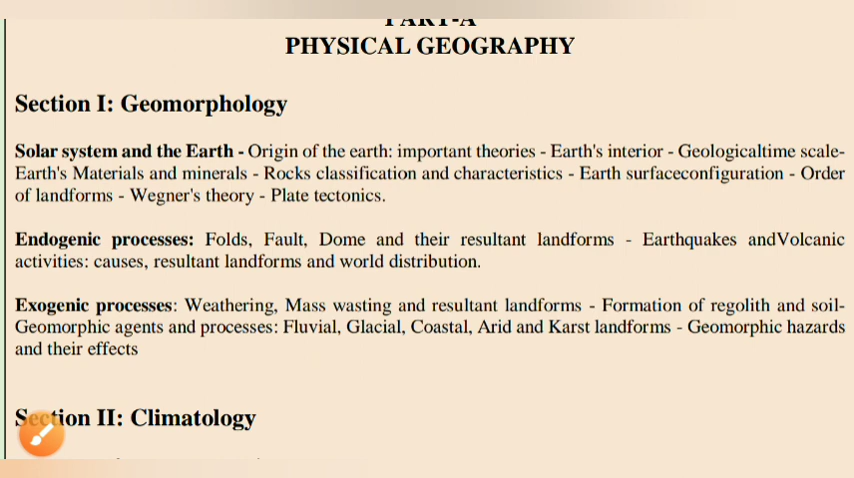 PART-A
PHYSICAL GEOGRAPHY
Section I: Geomorphology
Solar system and the Earth - Origin of the earth: important theories - Earth's interior - Geologicaltime scale-
Earth's Materials and minerals - Rocks classification and characteristics - Earth surfaceconfiguration - Order
of landforms - Wegner's theory - Plate tectonics.
Endogenic processes: Folds, Fault, Dome and their resultant landforms - Earthquakes andVolcanic
activities: causes, resultant landforms and world distribution.
Exogenic processes: Weathering, Mass wasting and resultant landforms - Formation of regolith and soil-
Geomorphic agents and processes: Fluvial, Glacial, Coastal, Arid and Karst landforms - Geomorphic hazards
and their effects
Section II: Climatology